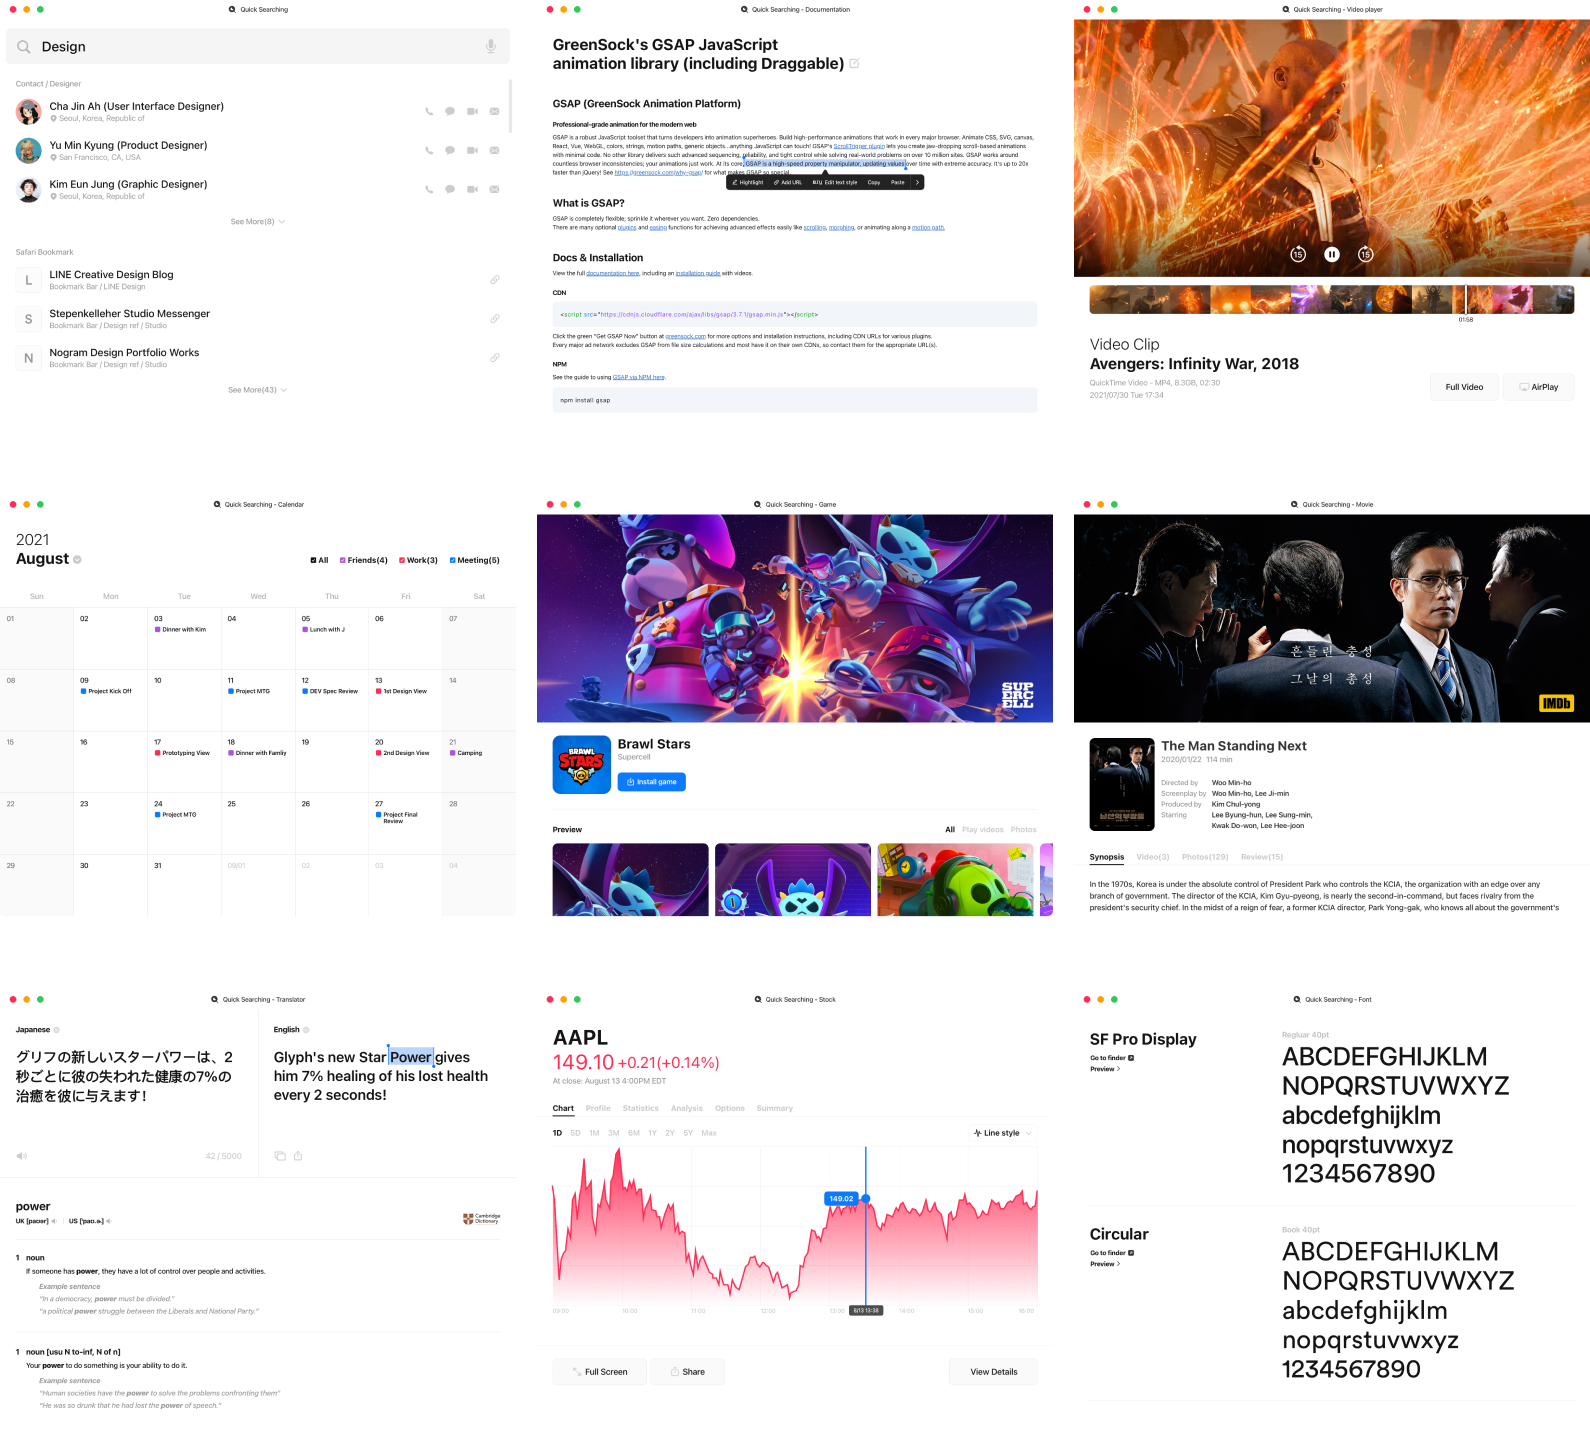 Quick Searching
Design
Contact / Designer
Cha Jin Ah (User Interface Designer)
Seoul, Korea, Republic of
Yu Min Kyung (Product Designer)
San Francisco, CA, USA
Kim Eun Jung (Graphic Designer)
Seoul, Korea, Republic of
See More(8)
Safari Bookmark
L
LINE Creative Design Blog
Bookmark Bar / LINE Design
S
Stepenkelleher Studio Messenger
Bookmark Bar / Design ref / Studio
N
Nogram Design Portfolio Works
Bookmark Bar / Design ref / Studio
See More(43)
Quick Searching - Documentation
GreenSock's GSAP JavaScript
animation library (including Draggable)
GSAP (GreenSock Animation Platform)
Professional-grade animation for the modern web
GSAP is a robust JavaScript toolset that turns developers into animation superheroes. Build high-performance animations that work in every major browser. Animate CSS, SVG, canvas,
React, Vue, WebGL, colors, strings, motion paths, generic objects...anything JavaScript can touch! GSAP's ScrollTrigger plugin lets you create jaw-dropping scroll-based animations
with minimal code. No other library delivers such advanced sequencing, reliability, and tight control while solving real-world problems on over 10 million sites. GSAP works around
countless browser inconsistencies; your animations just work. At its core, GSAP is a high-speed property manipulator, updating values over time with extreme accuracy. It's up to 20x
faster than jQuery! See https://greensock.com/why-gsap/ for what makes GSAP so special.
Highlight
Add URL
B I U Edit text style
Copy
Paste
What is GSAP?
GSAP is completely flexible; sprinkle it wherever you want. Zero dependencies.
There are many optional plugins and easing functions for achieving advanced effects easily like scrolling, morphing, or animating along a motion path.
Docs & Installation
View the full documentation here, including an installation guide with videos.
CDN
<script src="https://cdnjs.cloudflare.com/ajax/libs/gsap/3.7.1/gsap.min.js"></script>
Click the green "Get GSAP Now" button at greensock.com for more options and installation instructions, including CDN URLs for various plugins.
Every major ad network excludes GSAP from file size calculations and most have it on their own CDNs, so contact them for the appropriate URL(s).
NPM
See the guide to using GSAP via NPM here.
npm install gsap
Quick Searching - Video player
15
15
01:58
Video Clip
Avengers: Infinity War, 2018
QuickTime Video - MP4, 8.3GB, 02:30
2021/07/30 Tue 17:34
Full Video
AirPlay
Quick Searching - Calendar
2021
August
All
Friends(4)
Work(3)
Meeting(5)
Sun Mon Tue Wed Thu Fri Sat
01 02 03 04 05 06 07
Dinner with Kim
Lunch with J
08 09 10 11 12 13 14
Project Kick Off
Project MTG
DEV Spec Review
1st Design View
15 16 17 18 19 20 21
Prototyping View
Dinner with Famliy
2nd Design View
Camping
22 23 24 25 26 27 28
Project MTG
Project Final
Review
29 30 31 09/01 02 03 04
Quick Searching - Game
SUPERCELL
BRAWL
STARS
Brawl Stars
Supercell
Install game
Preview
All
Play videos
Photos
Quick Searching - Movie
흔들린 충성
그날의 충성
IMDb
남산의 부장들
The Man Standing Next
2020/01/22 114 min
Directed by Woo Min-ho
Screenplay by Woo Min-ho, Lee Ji-min
Produced by Kim Chul-yong
Starring Lee Byung-hun, Lee Sung-min,
Kwak Do-won, Lee Hee-joon
Synopsis
Video(3)
Photos(129)
Review(15)
In the 1970s, Korea is under the absolute control of President Park who controls the KCIA, the organization with an edge over any
branch of government. The director of the KCIA, Kim Gyu-pyeong, is nearly the second-in-command, but faces rivalry from the
president's security chief. In the midst of a reign of fear, a former KCIA director, Park Yong-gak, who knows all about the government's
Quick Searching - Translator
Japanese
グリフの新しいスターパワーは、2
秒ごとに彼の失われた健康の7%の
治癒を彼に与えます！
42 / 5000
English
Glyph's new Star Power gives
him 7% healing of his lost health
every 2 seconds!
power
UK [paʊər]
US ['paʊ.ɚ]
Cambridge
Dictionary
1 noun
If someone has power, they have a lot of control over people and activities.
Example sentence
"In a democracy, power must be divided."
"a political power struggle between the Liberals and National Party."
1 noun [usu N to-inf, N of n]
Your power to do something is your ability to do it.
Example sentence
"Human societies have the power to solve the problems confronting them"
"He was so drunk that he had lost the power of speech."
Quick Searching - Stock
AAPL
149.10 +0.21(+0.14%)
At close: August 13 4:00PM EDT
Chart
Profile
Statistics
Analysis
Options
Summary
1D 5D 1M 3M 6M 1Y 2Y 5Y Max
Line style
149.02
09:00 10:00 11:00 12:00 13:00 8/13 13:38 14:00 15:00 16:00
Full Screen
Share
View Details
Quick Searching - Font
SF Pro Display
Go to finder
Preview
Regluar 40pt
ABCDEFGHIJKLM
NOPQRSTUVWXYZ
abcdefghijklm
nopqrstuvwxyz
1234567890
Circular
Go to finder
Preview
Book 40pt
ABCDEFGHIJKLM
NOPQRSTUVWXYZ
abcdefghijklm
nopqrstuvwxyz
1234567890